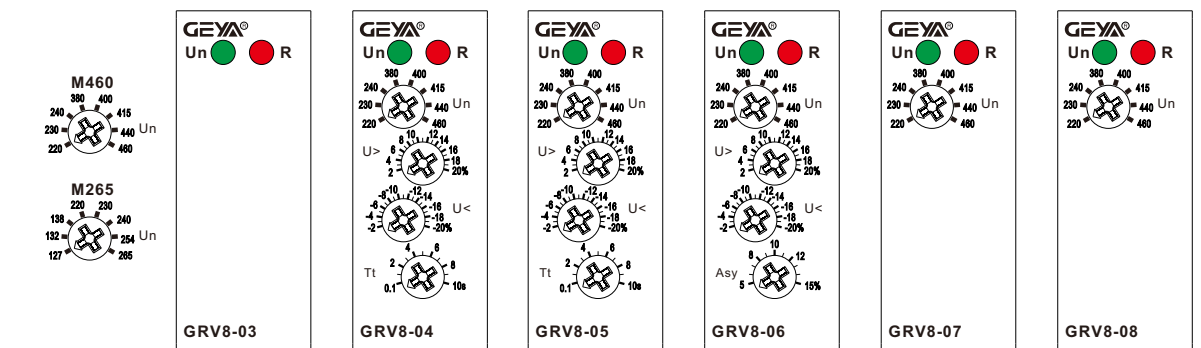 M460
220 230 240 380 400 415 440 460 Un
M265
127 132 138 220 230 240 254 265 Un
GEYA®
Un R
GRV8-03
GEYA®
Un R
220 230 240 380 400 415 440 460 Un
U> 2 4 6 8 10 12 14 16 18 20%
-2 -4 -6 -8 -10 -12 -14 -16 -18 -20% U<
Tt 0.1 2 4 6 8 10s
GRV8-04
GEYA®
Un R
220 230 240 380 400 415 440 460 Un
U> 2 4 6 8 10 12 14 16 18 20%
-2 -4 -6 -8 -10 -12 -14 -16 -18 -20% U<
Tt 0.1 2 4 6 8 10s
GRV8-05
GEYA®
Un R
220 230 240 380 400 415 440 460 Un
U> 2 4 6 8 10 12 14 16 18 20%
-2 -4 -6 -8 -10 -12 -14 -16 -18 -20% U<
Asy 5 8 10 12 15%
GRV8-06
GEYA®
Un R
220 230 240 380 400 415 440 460 Un
GRV8-07
GEYA®
Un R
220 230 240 380 400 415 440 460 Un
GRV8-08